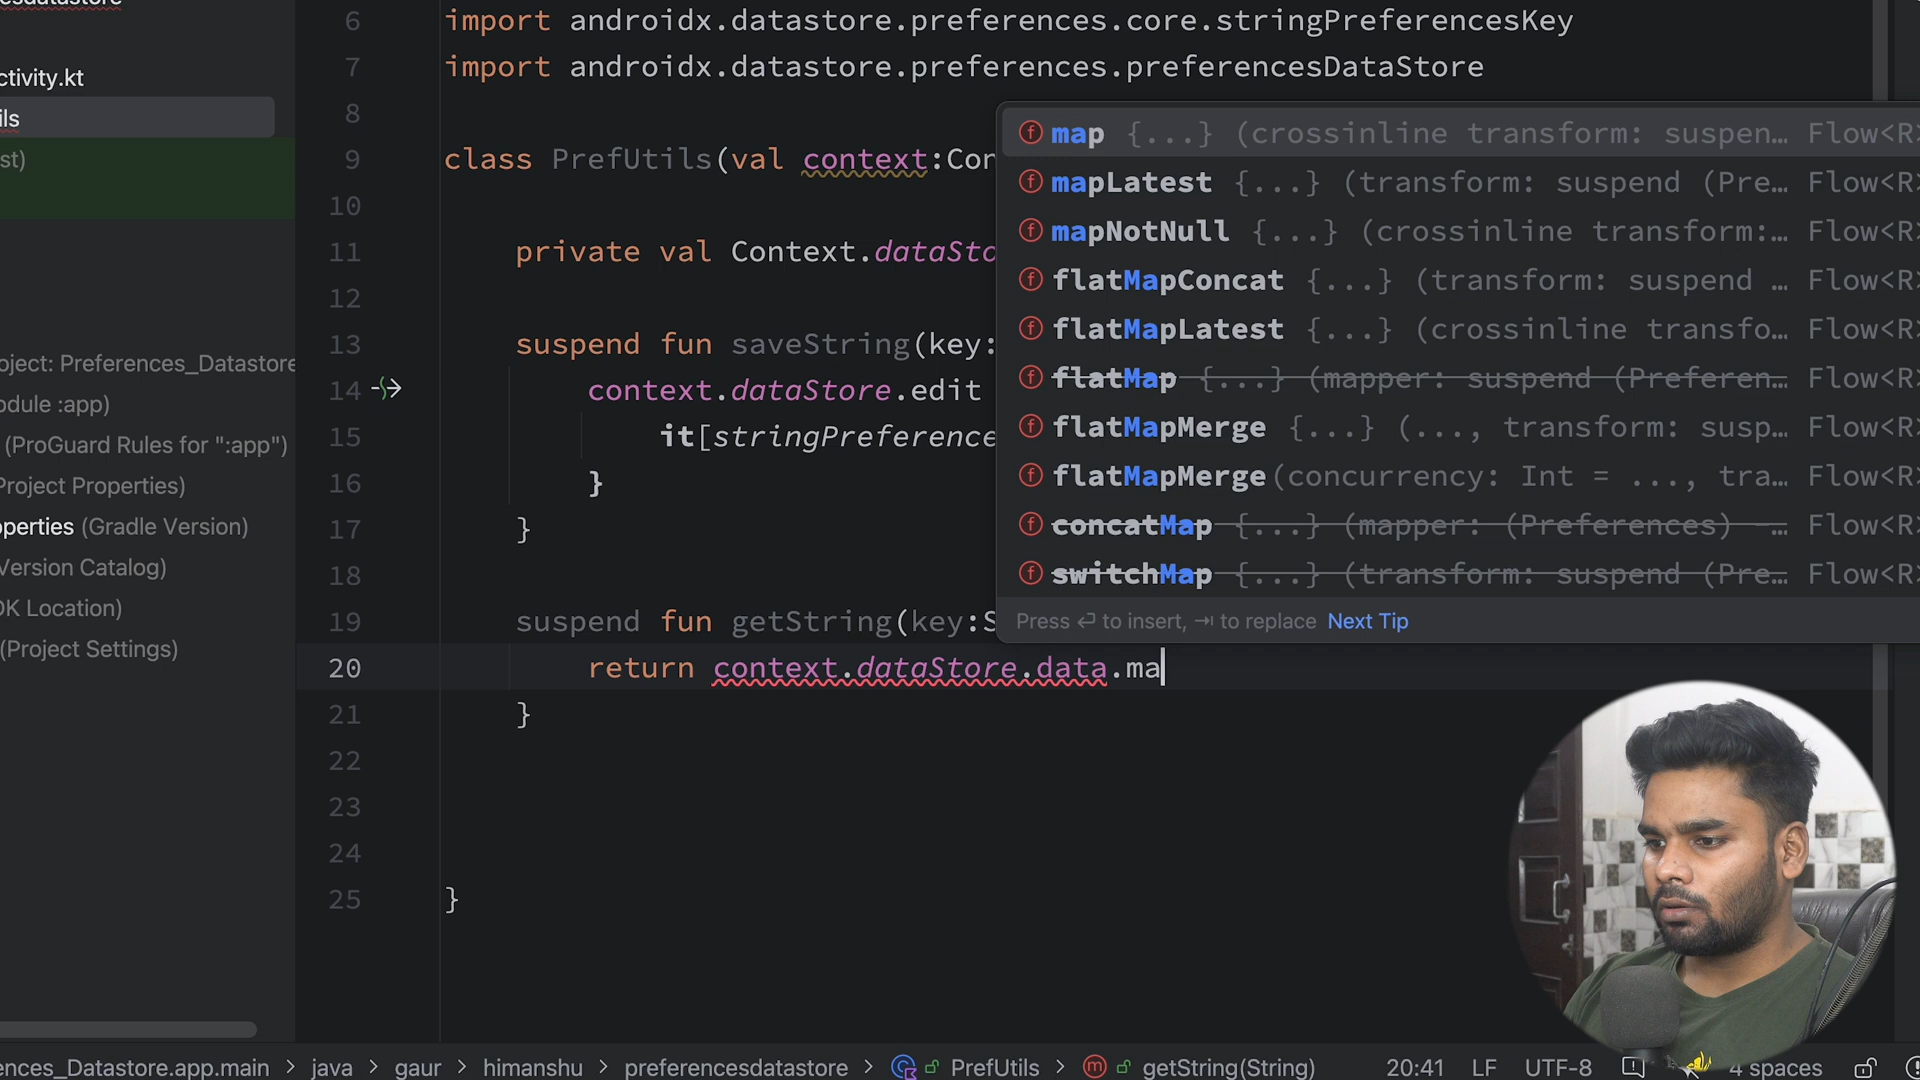 esdatastore
ctivity.kt
ils
st)
oject: Preferences_Datastore
odule :app)
(ProGuard Rules for ":app")
Project Properties)
operties (Gradle Version)
Version Catalog)
DK Location)
(Project Settings)
6 import androidx.datastore.preferences.core.stringPreferencesKey
7 import androidx.datastore.preferences.preferencesDataStore
8
9 class PrefUtils(val context:Con
10
11 private val Context.dataSto
12
13 suspend fun saveString(key:
14 context.dataStore.edit
15 it[stringPreference
16 }
17 }
18
19 suspend fun getString(key:S
20 return context.dataStore.data.ma
21 }
22
23
24
25 }
map {...} (crossinline transform: suspen... Flow<R>
mapLatest {...} (transform: suspend (Pre... Flow<R>
mapNotNull {...} (crossinline transform:... Flow<R>
flatMapConcat {...} (transform: suspend ... Flow<R>
flatMapLatest {...} (crossinline transfo... Flow<R>
flatMap {...} (mapper: suspend (Preferen... Flow<R>
flatMapMerge {...} (..., transform: susp... Flow<R>
flatMapMerge(concurrency: Int = ..., tra... Flow<R>
concatMap {...} (mapper: (Preferences) -... Flow<R>
switchMap {...} (transform: suspend (Pre... Flow<R>
Press ⏎ to insert, ⇥ to replace Next Tip
ences_Datastore.app.main > java > gaur > himanshu > preferencesdatastore > PrefUtils > getString(String) 20:41 LF UTF-8 4 spaces